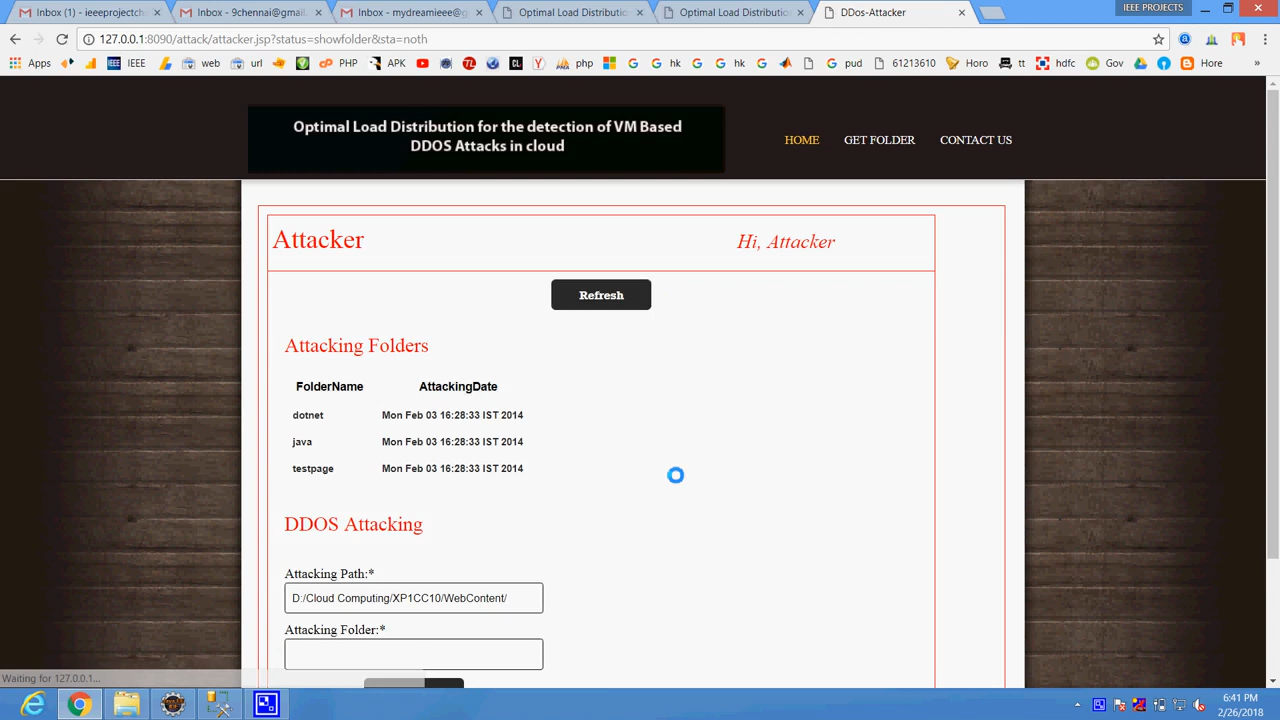 Inbox (1) - ieeeprojectch
Inbox - 9chennai@gmail.
Inbox - mydreamieee@g
Optimal Load Distributio
Optimal Load Distributio
DDos-Attacker
IEEE PROJECTS
127.0.0.1:8090/attack/attacker.jsp?status=showfolder&sta=noth
Apps
IEEE
web
url
PHP
APK
php
hk
hk
pud
61213610
Horo
tt
hdfc
Gov
Hore
»
Optimal Load Distribution for the detection of VM Based
DDOS Attacks in cloud
HOME
GET FOLDER
CONTACT US
Attacker
Hi, Attacker
Refresh
Attacking Folders
FolderName AttackingDate
dotnet Mon Feb 03 16:28:33 IST 2014
java Mon Feb 03 16:28:33 IST 2014
testpage Mon Feb 03 16:28:33 IST 2014
DDOS Attacking
Attacking Path:*
D:/Cloud Computing/XP1CC10/WebContent/
Attacking Folder:*
Waiting for 127.0.0.1...
6:41 PM
2/26/2018